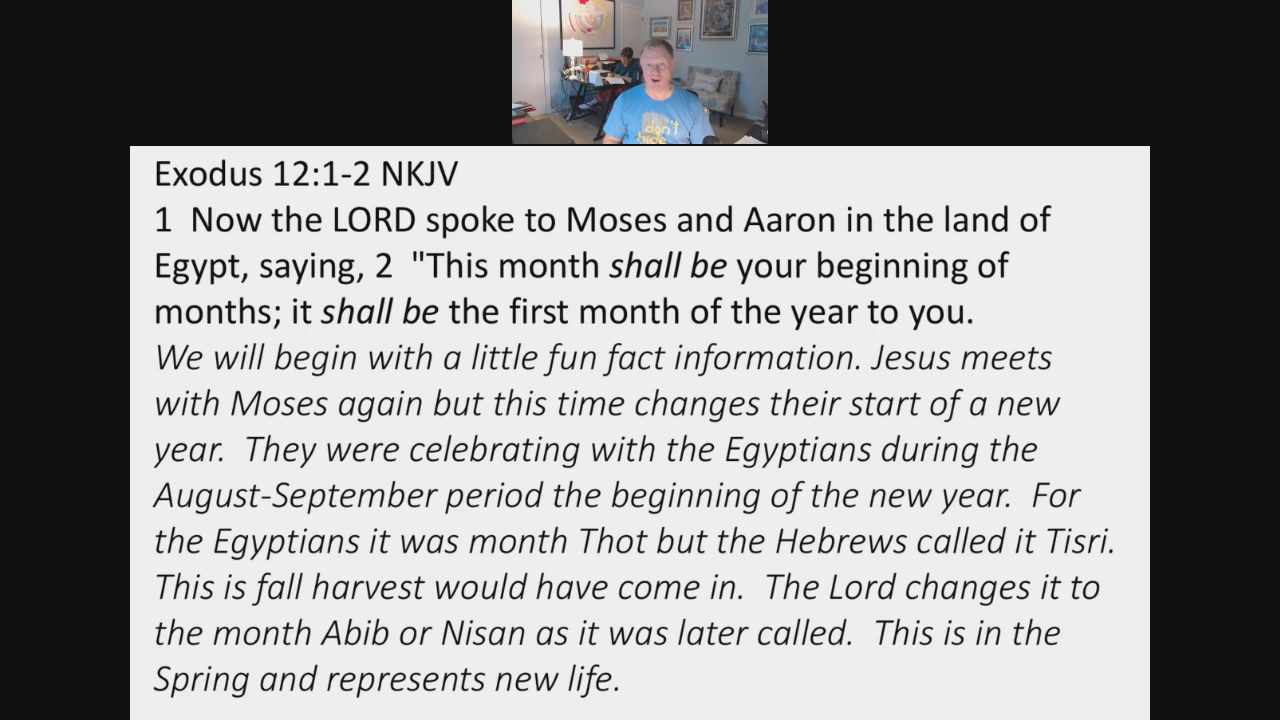 don't
hide
Exodus 12:1-2 NKJV
1  Now the LORD spoke to Moses and Aaron in the land of
Egypt, saying, 2  "This month shall be your beginning of
months; it shall be the first month of the year to you.
We will begin with a little fun fact information. Jesus meets
with Moses again but this time changes their start of a new
year.  They were celebrating with the Egyptians during the
August-September period the beginning of the new year.  For
the Egyptians it was month Thot but the Hebrews called it Tisri.
This is fall harvest would have come in.  The Lord changes it to
the month Abib or Nisan as it was later called.  This is in the
Spring and represents new life.